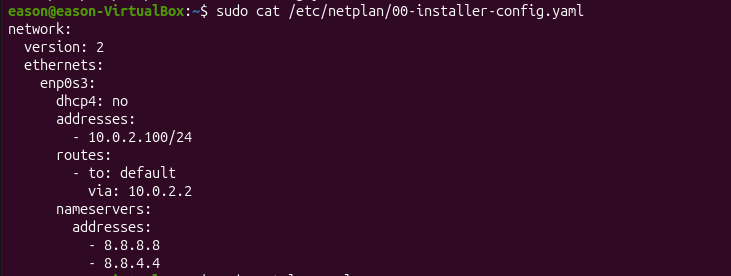 eason@eason-VirtualBox:~$ sudo cat /etc/netplan/00-installer-config.yaml
network:
  version: 2
  ethernets:
    enp0s3:
      dhcp4: no
      addresses:
        - 10.0.2.100/24
      routes:
        - to: default
          via: 10.0.2.2
      nameservers:
        addresses:
          - 8.8.8.8
          - 8.8.4.4